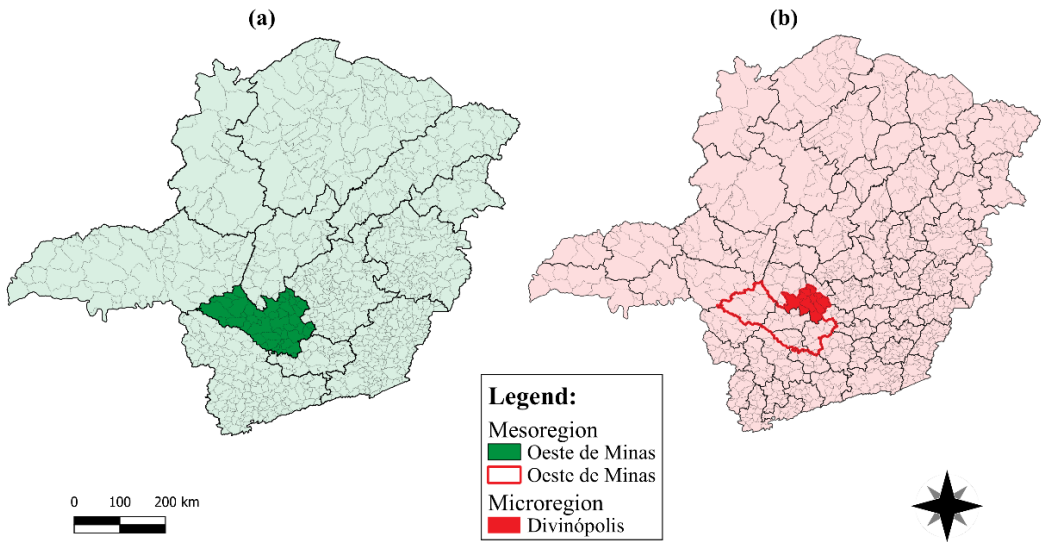 (a)
(b)
Legend:
Mesoregion
Oeste de Minas
Oeste de Minas
Microregion
Divinópolis
0 100 200 km